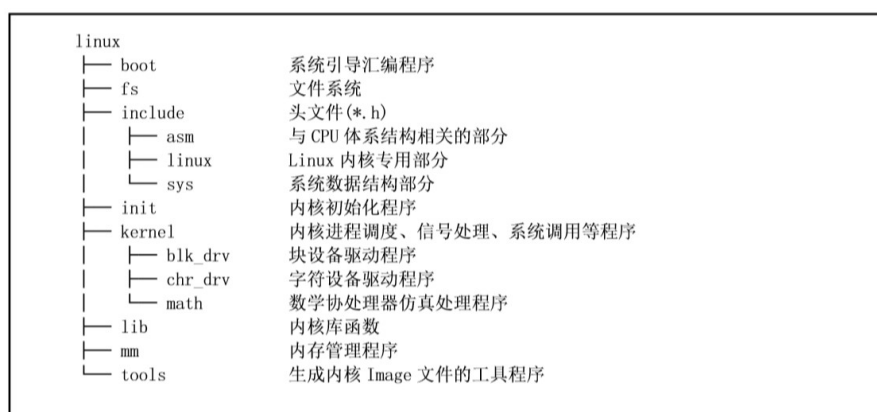 linux
├── boot 系统引导汇编程序
├── fs 文件系统
├── include 头文件(*.h)
│ ├── asm 与 CPU 体系结构相关的部分
│ ├── linux Linux 内核专用部分
│ └── sys 系统数据结构部分
├── init 内核初始化程序
├── kernel 内核进程调度、信号处理、系统调用等程序
│ ├── blk_drv 块设备驱动程序
│ ├── chr_drv 字符设备驱动程序
│ └── math 数学协处理器仿真处理程序
├── lib 内核库函数
├── mm 内存管理程序
└── tools 生成内核 Image 文件的工具程序